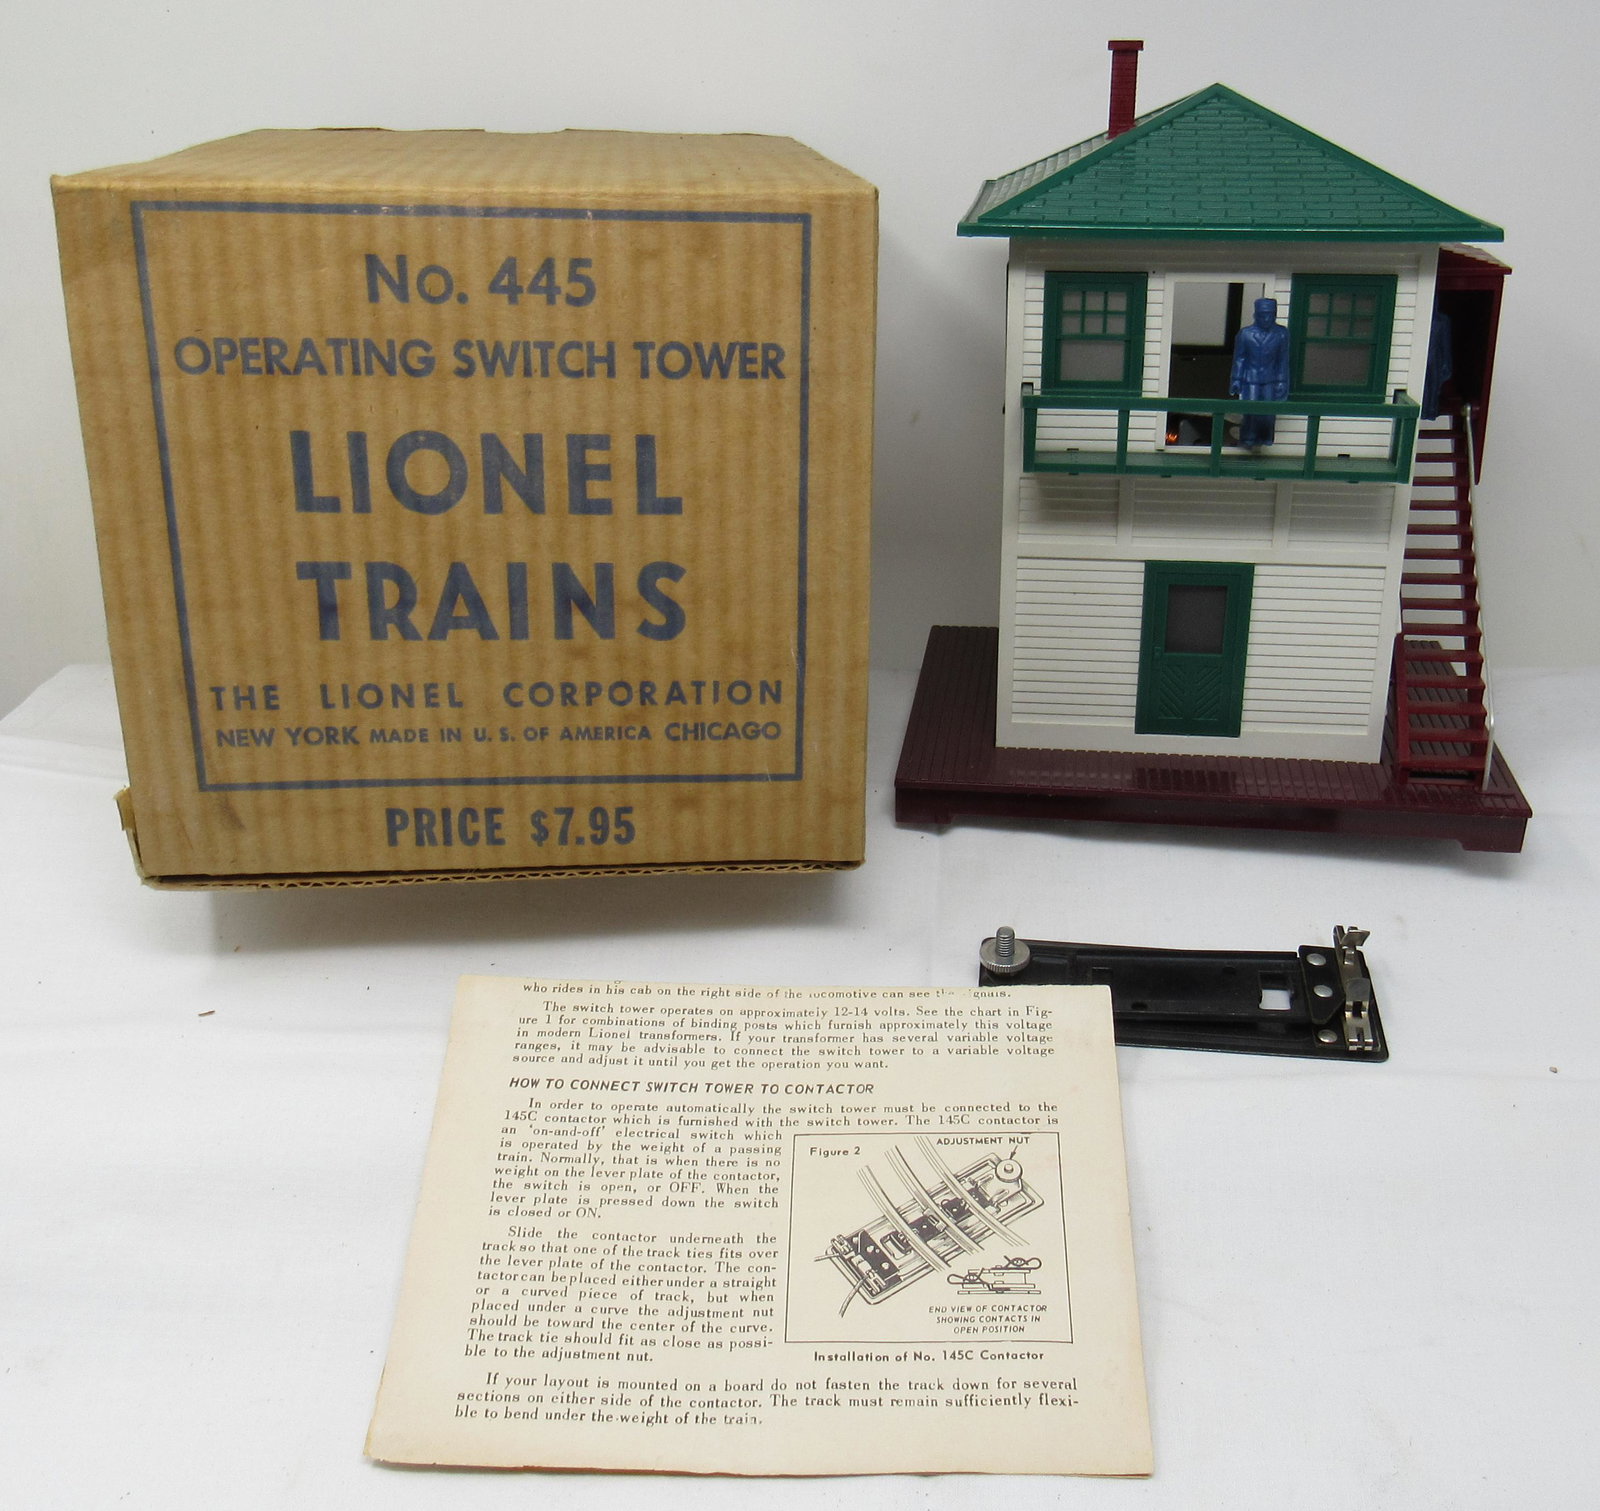 No. 445
OPERATING SWITCH TOWER
LIONEL
TRAINS
THE LIONEL CORPORATION
NEW YORK MADE IN U. S. OF AMERICA CHICAGO
PRICE $7.95
who rides in his cab on the right side of the locomotive can see the signals.
The switch tower operates on approximately 12-14 volts. See the chart in Fig-
ure 1 for combinations of binding posts which furnish approximately this voltage
in modern Lionel transformers. If your transformer has several variable voltage
ranges, it may be advisable to connect the switch tower to a variable voltage
source and adjust it until you get the operation you want.
HOW TO CONNECT SWITCH TOWER TO CONTACTOR
In order to operate automatically the switch tower must be connected to the
145C contactor which is furnished with the switch tower. The 145C contactor is
an 'on-and-off' electrical switch which
is operated by the weight of a passing
train. Normally, that is when there is no
weight on the lever plate of the contactor,
the switch is open, or OFF. When the
lever plate is pressed down the switch
is closed or ON.
Slide the contactor underneath the
track so that one of the track ties fits over
the lever plate of the contactor. The con-
tactor can be placed either under a straight
or a curved piece of track, but when
placed under a curve the adjustment nut
should be toward the center of the curve.
The track tie should fit as close as possi-
ble to the adjustment nut.
Figure 2
ADJUSTMENT NUT
END VIEW OF CONTACTOR
SHOWING CONTACTS IN
OPEN POSITION
Installation of No. 145C Contactor
If your layout is mounted on a board do not fasten the track down for several
sections on either side of the contactor. The track must remain sufficiently flexi-
ble to bend under the weight of the train.